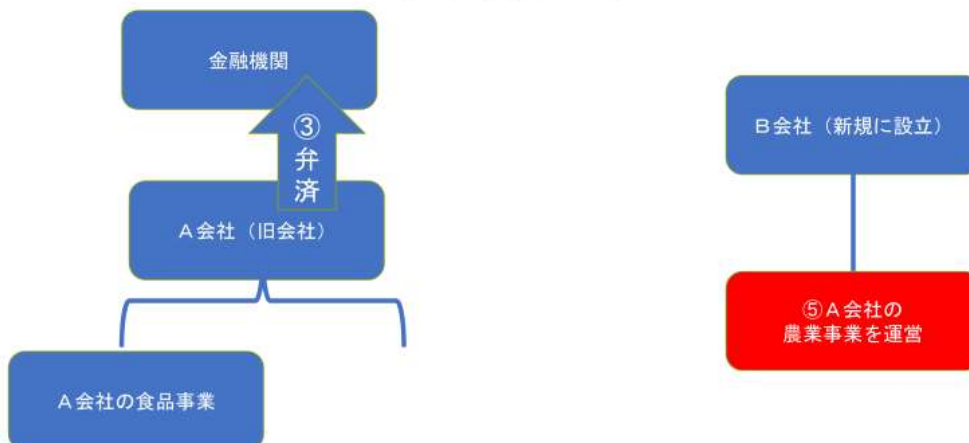 金融機関
③
弁
済
A会社（旧会社）
A会社の食品事業
B会社（新規に設立）
⑤A会社の
農業事業を運営